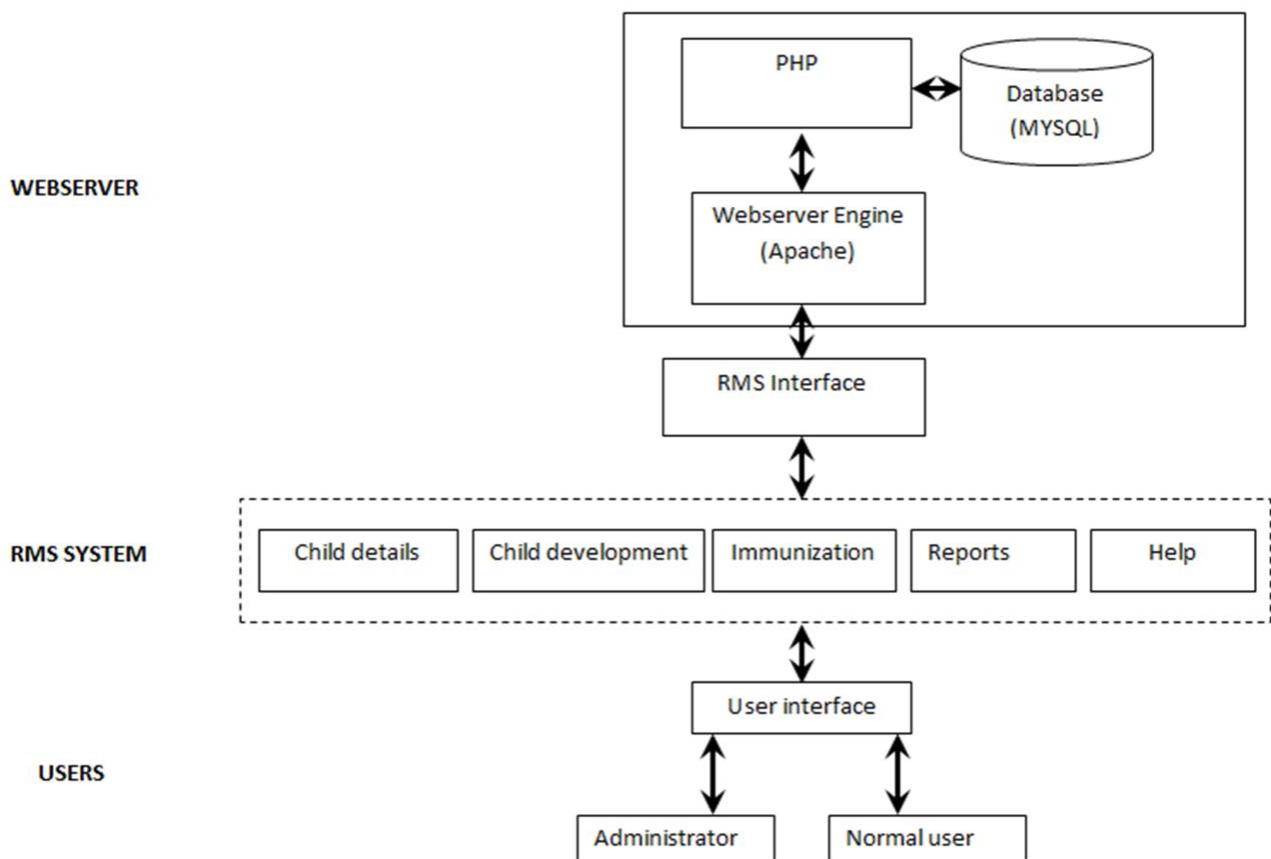 PHP
Database
(MYSQL)
WEBSERVER
Webserver Engine
(Apache)
RMS Interface
RMS SYSTEM
Child details
Child development
Immunization
Reports
Help
User interface
USERS
Administrator
Normal user